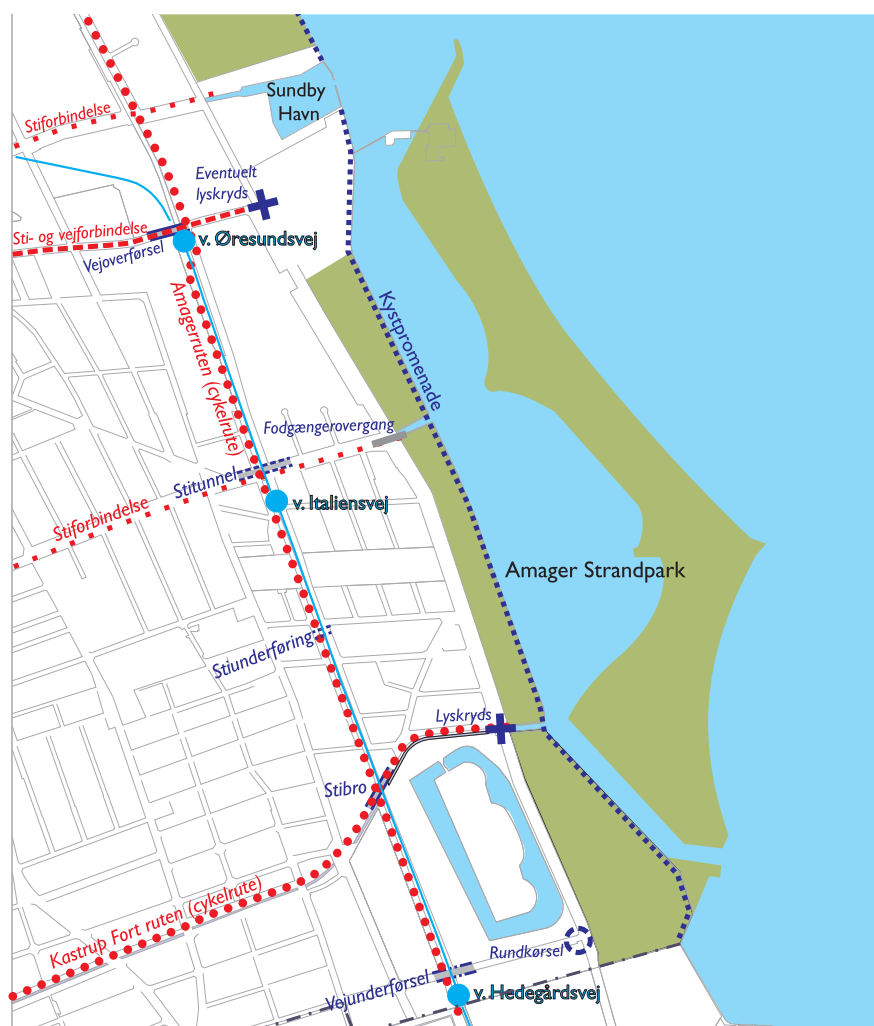 Sundby
Havn
Stiforbindelse
Eventuelt
lyskryds
Sti- og vejforbindelse
v. Øresundsvej
Vejoverførsel
Amagerruten (cykelrute)
Kystpromenade
Fodgængerovergang
Stitunnel
v. Italiensvej
Stiforbindelse
Amager Strandpark
Stiunderføring
Lyskryds
Stibro
Kastrup Fort ruten (cykelrute)
Rundkørsel
Vejunderførsel
v. Hedegårdsvej